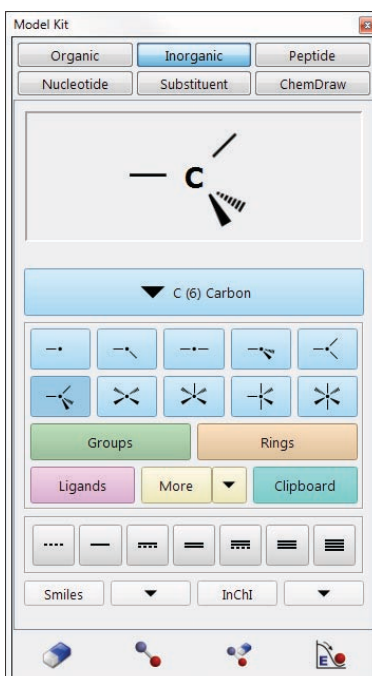 Model Kit
Organic Inorganic Peptide
Nucleotide Substituent ChemDraw
C
C (6) Carbon
Groups Rings
Ligands More Clipboard
Smiles InChI
E